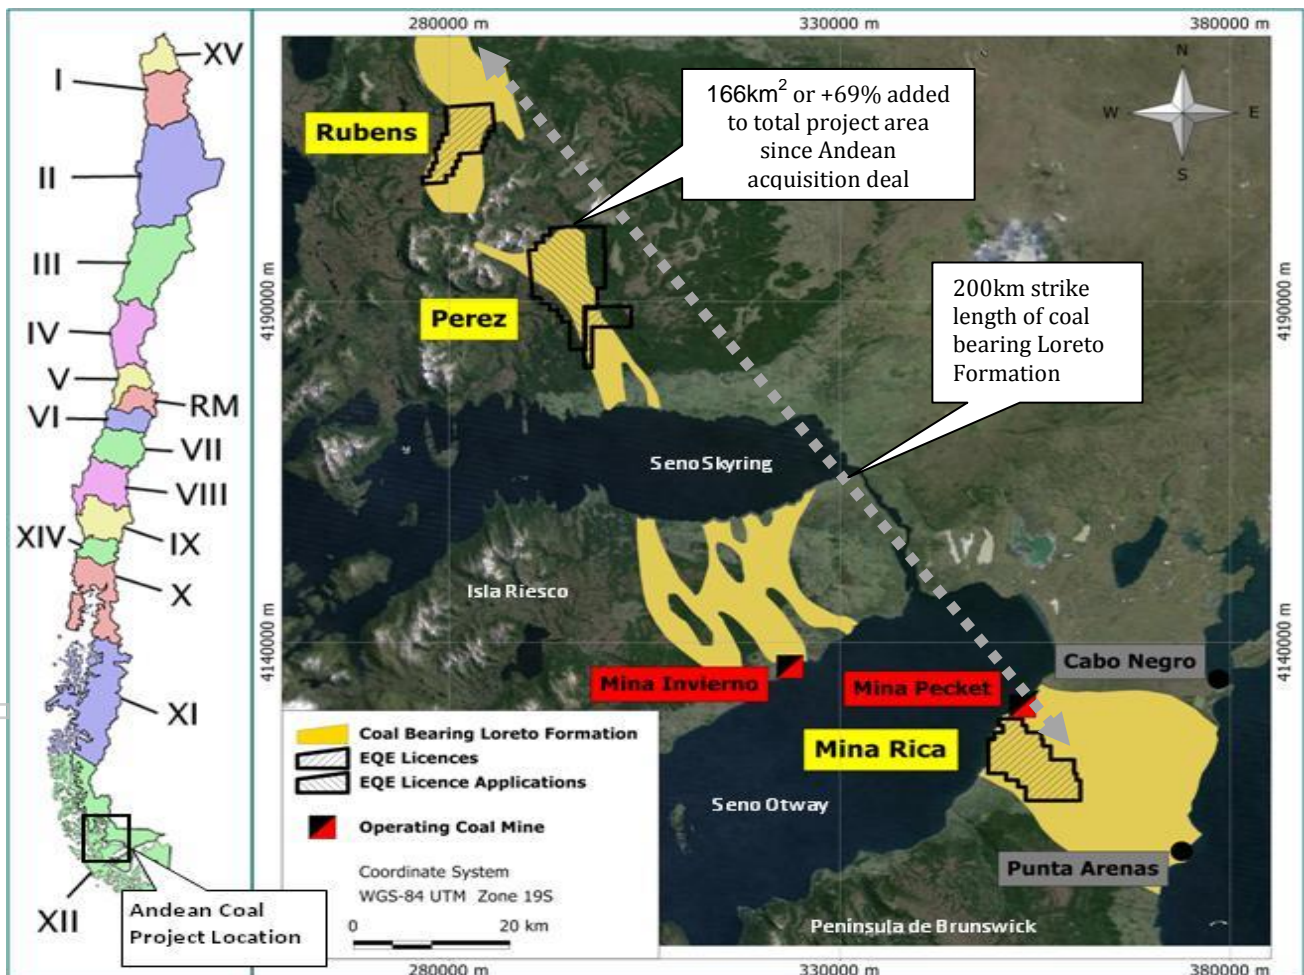 XV
I
II
III
IV
V
RM
VI
VII
VIII
XIV
IX
X
XI
XII
Andean Coal
Project Location
280000 m
330000 m
380000 m
N
W
E
S
166km² or +69% added
to total project area
since Andean
acquisition deal
Rubens
4190000 m
4190000 m
Perez
200km strike
length of coal
bearing Loreto
Formation
Seno Skyring
Isla Riesco
4140000 m
4140000 m
Cabo Negro
Mina Invierno
Mina Pecket
Mina Rica
Seno Otway
Punta Arenas
Peninsula de Brunswick
Coal Bearing Loreto Formation
EQE Licences
EQE Licence Applications
Operating Coal Mine
Coordinate System
WGS-84 UTM Zone 19S
0
20 km
280000 m
330000 m
380000 m